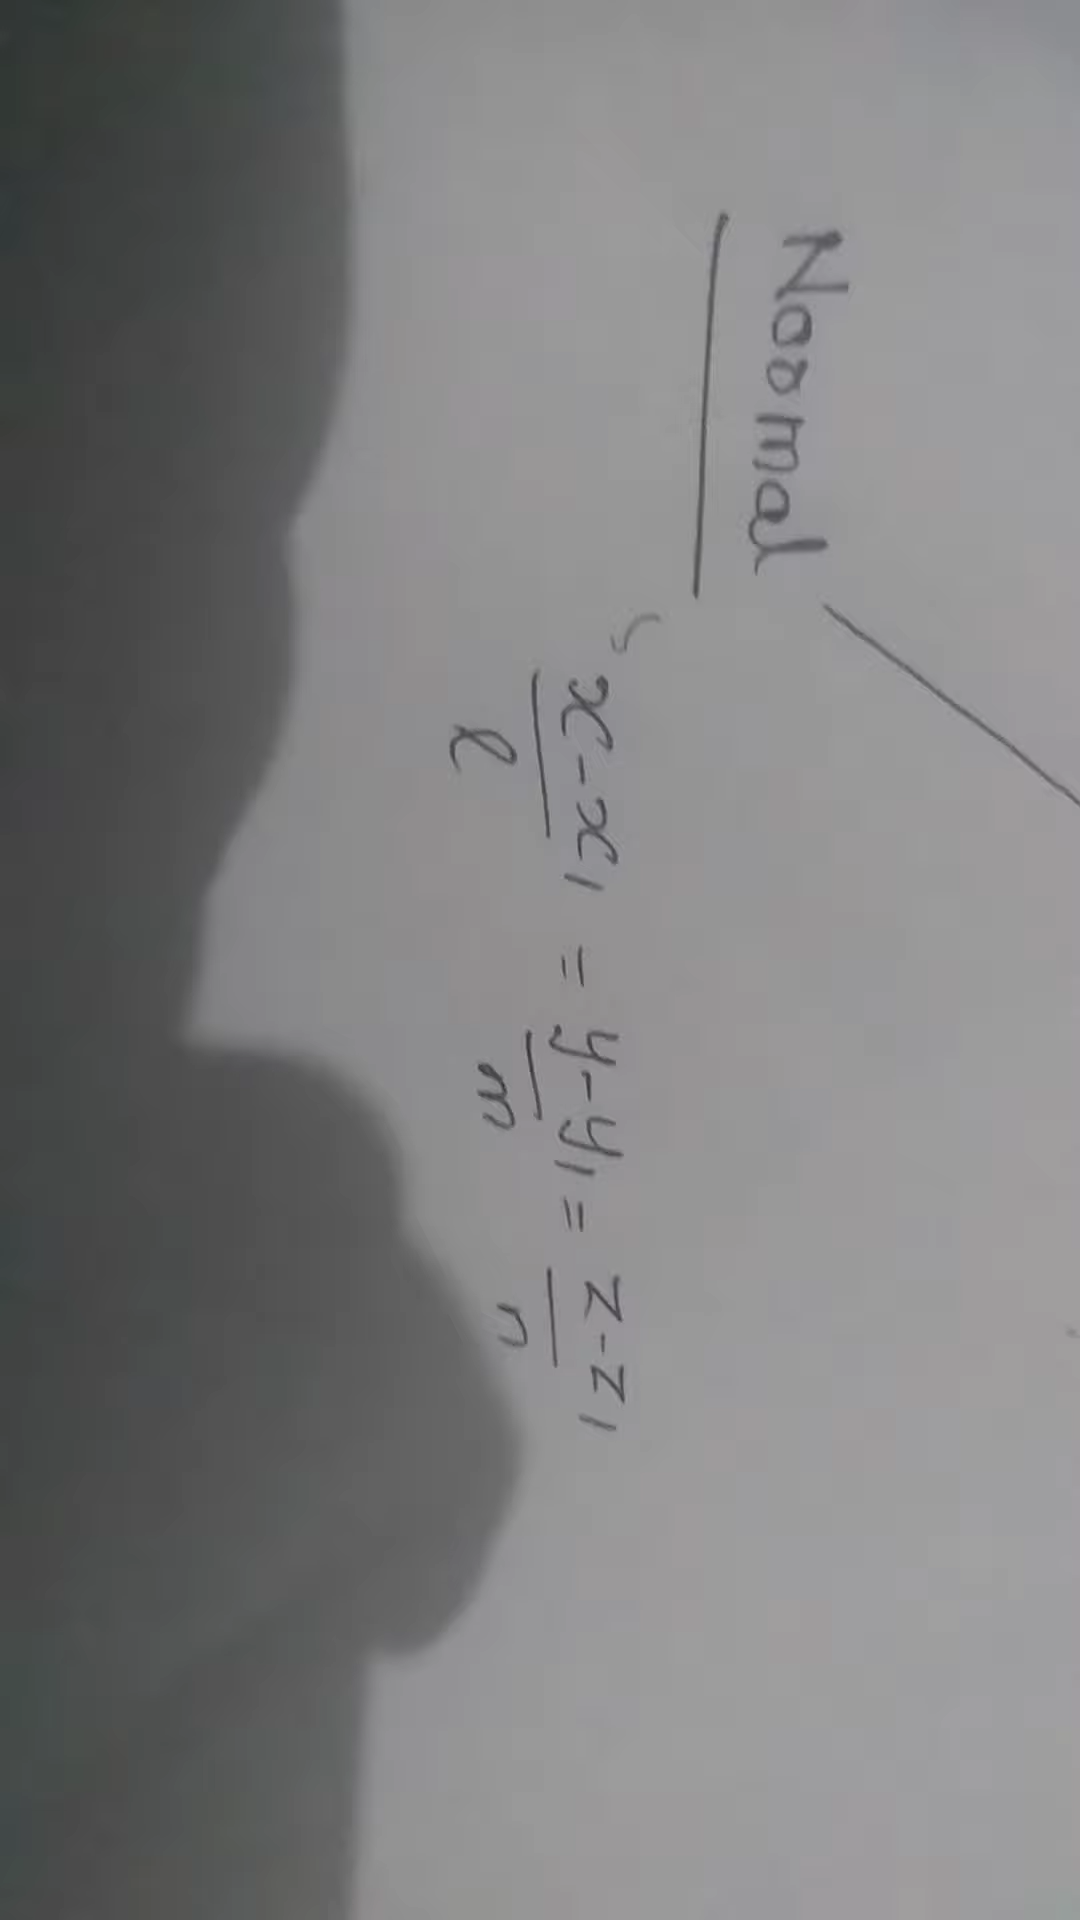 Normal
x-x1 = y-y1 = z-z1
l m n